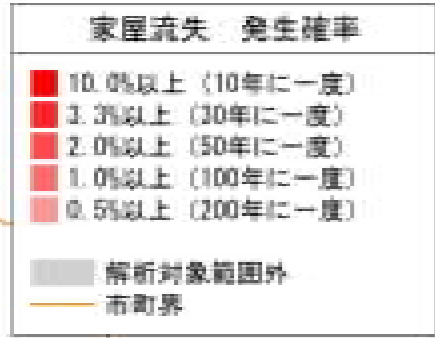 家屋流失 発生確率
10.0%以上（10年に一度）
3.3%以上（30年に一度）
2.0%以上（50年に一度）
1.0%以上（100年に一度）
0.5%以上（200年に一度）
解析対象範囲外
市町界